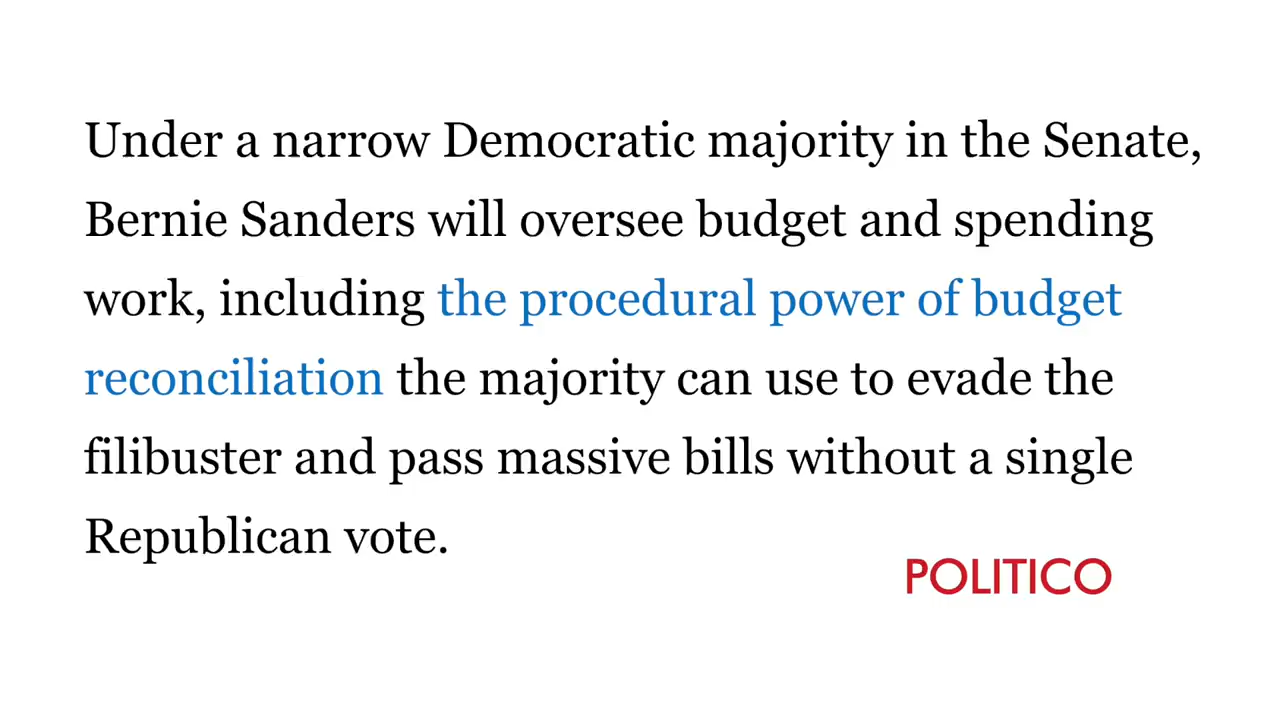 Under a narrow Democratic majority in the Senate,
Bernie Sanders will oversee budget and spending
work, including the procedural power of budget
reconciliation the majority can use to evade the
filibuster and pass massive bills without a single
Republican vote.
POLITICO